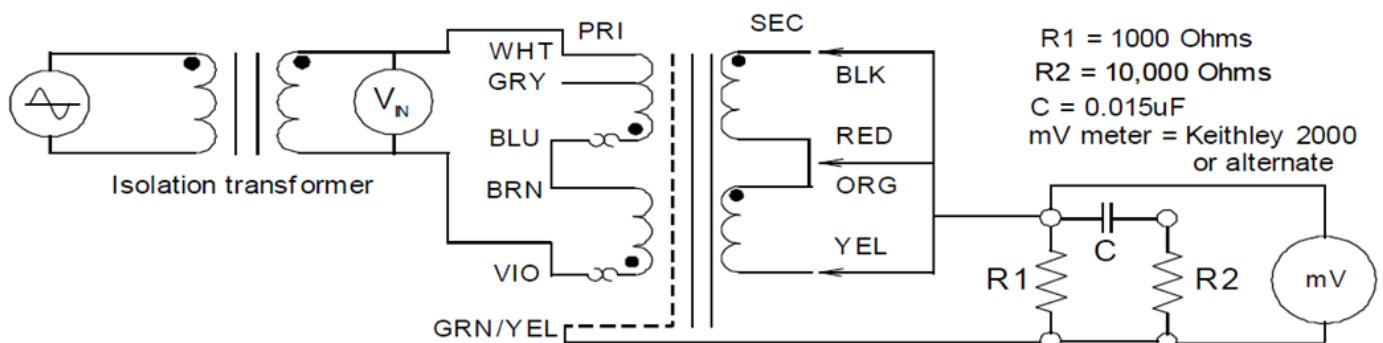 PRI
SEC
WHT
GRY
BLU
BRN
VIO
GRN/YEL
V IN
Isolation transformer
BLK
RED
ORG
YEL
R1 = 1000 Ohms
R2 = 10,000 Ohms
C = 0.015uF
mV meter = Keithley 2000
or alternate
C
R1
R2
mV